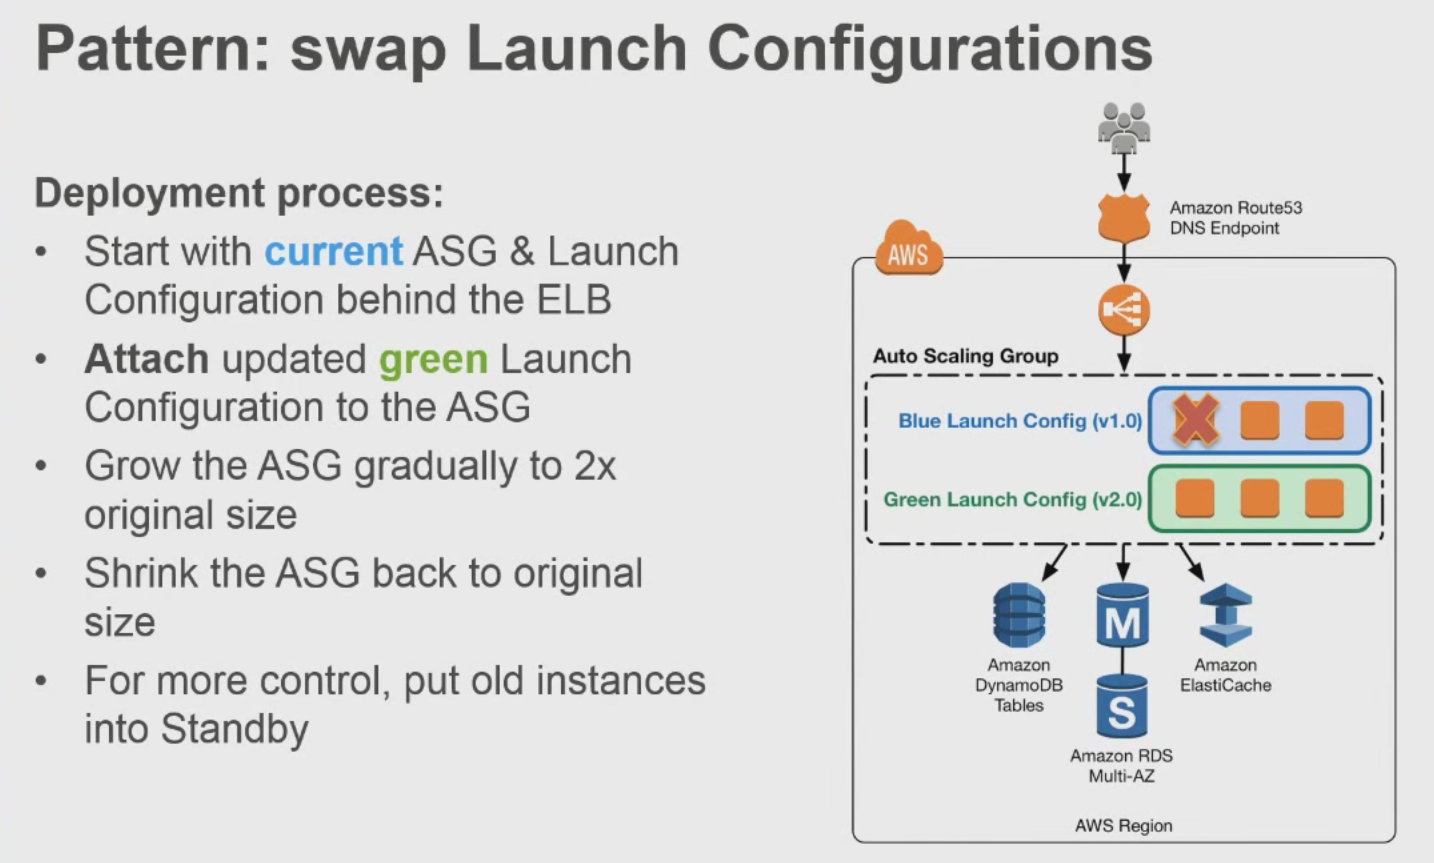 Pattern: swap Launch Configurations
Deployment process:
• Start with current ASG & Launch
Configuration behind the ELB
• Attach updated green Launch
Configuration to the ASG
• Grow the ASG gradually to 2x
original size
• Shrink the ASG back to original
size
• For more control, put old instances
into Standby
Amazon Route53
DNS Endpoint
AWS
Auto Scaling Group
Blue Launch Config (v1.0)
Green Launch Config (v2.0)
Amazon
DynamoDB
Tables
M
S
Amazon RDS
Multi-AZ
Amazon
ElastiCache
AWS Region